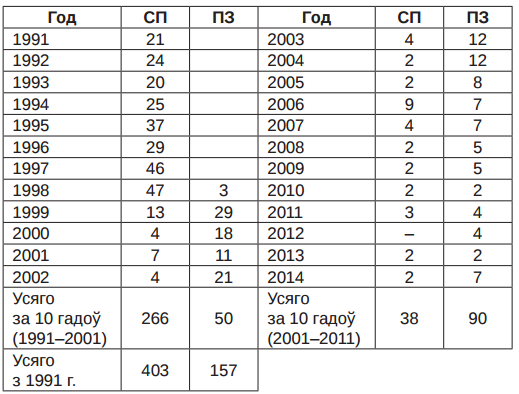 Год СП ПЗ Год СП ПЗ
1991 21 2003 4 12
1992 24 2004 2 12
1993 20 2005 2 8
1994 25 2006 9 7
1995 37 2007 4 7
1996 29 2008 2 5
1997 46 2009 2 5
1998 47 3 2010 2 2
1999 13 29 2011 3 4
2000 4 18 2012 – 4
2001 7 11 2013 2 2
2002 4 21 2014 2 7
Усяго Усяго
за 10 гадоў 266 50 за 10 гадоў 38 90
(1991–2001) (2001–2011)
Усяго
з 1991 г. 403 157